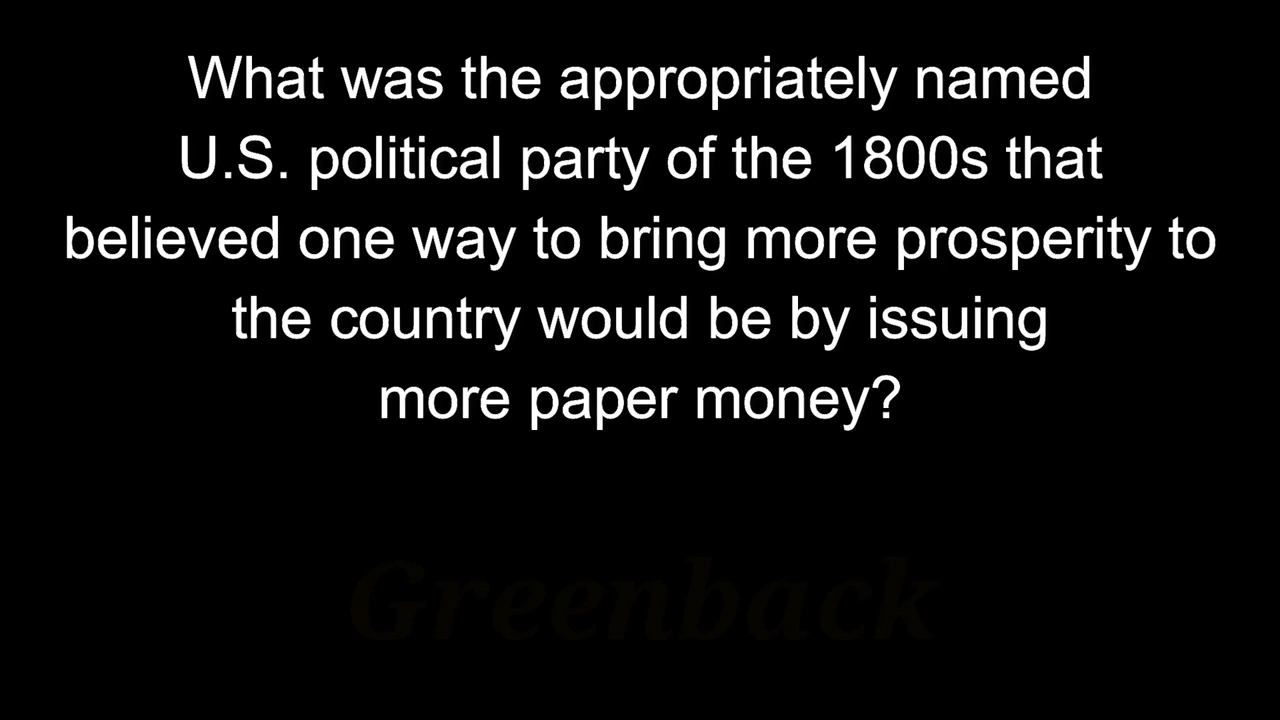 What was the appropriately named
U.S. political party of the 1800s that
believed one way to bring more prosperity to
the country would be by issuing
more paper money?
Greenback